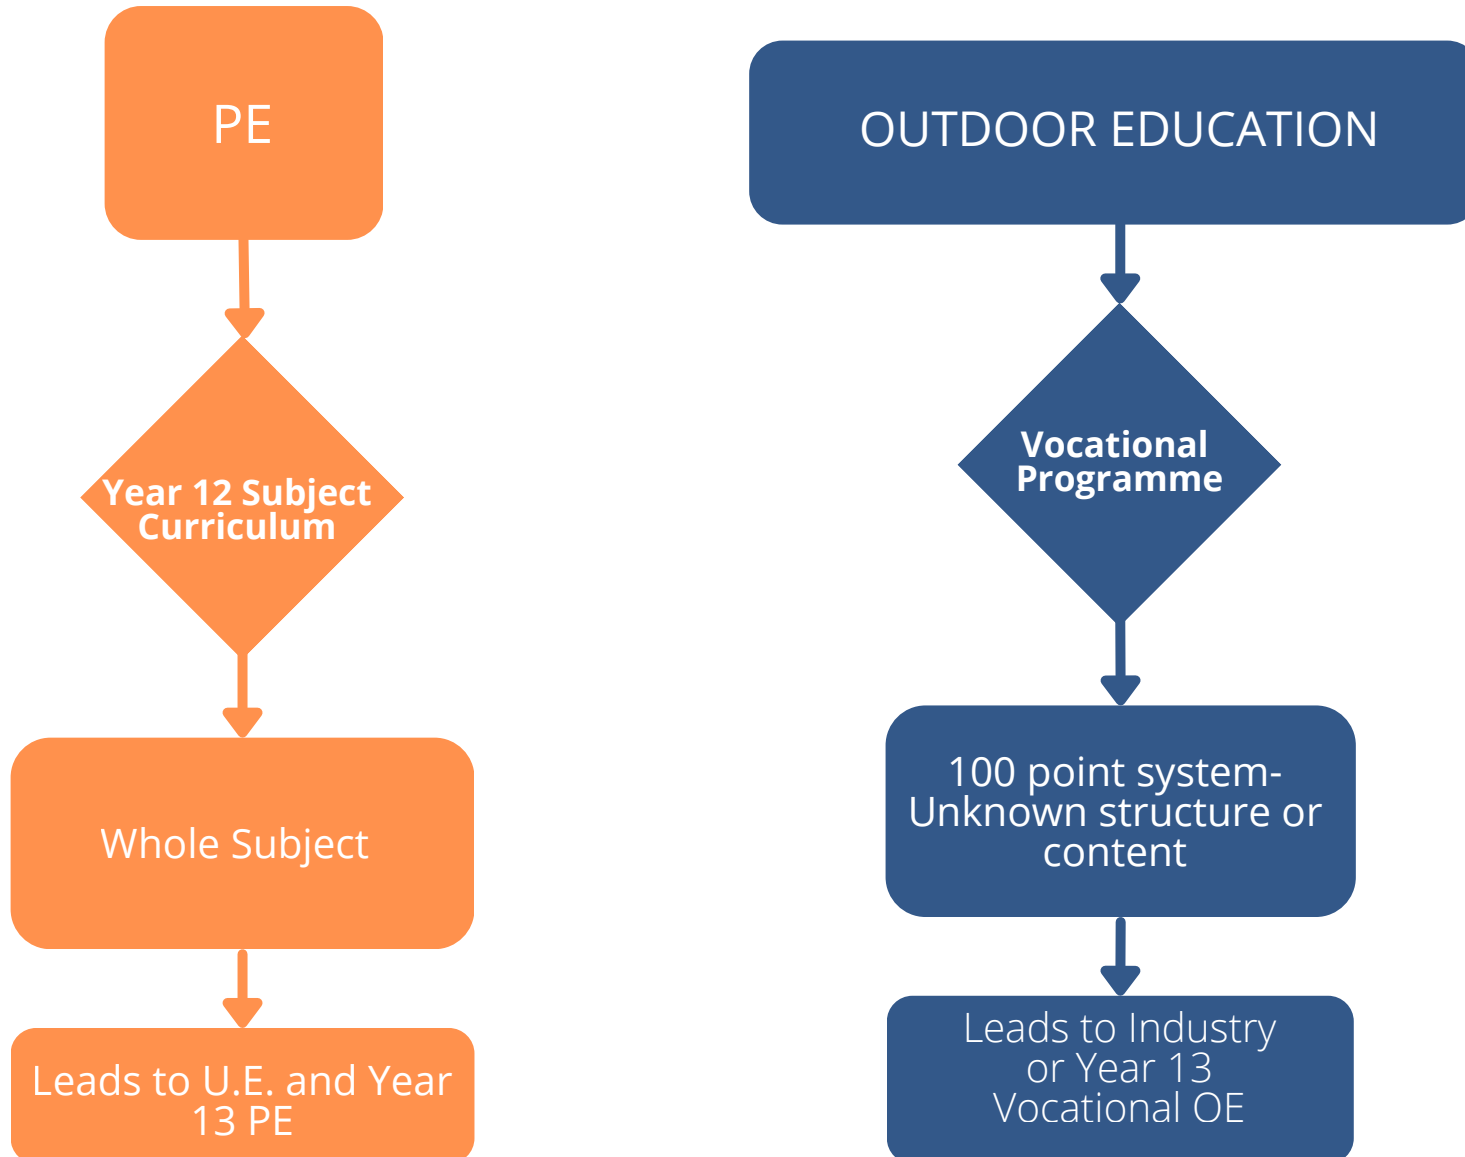 PE
Year 12 Subject
Curriculum
Whole Subject
Leads to U.E. and Year
13 PE
OUTDOOR EDUCATION
Vocational
Programme
100 point system-
Unknown structure or
content
Leads to Industry
or Year 13
Vocational OE